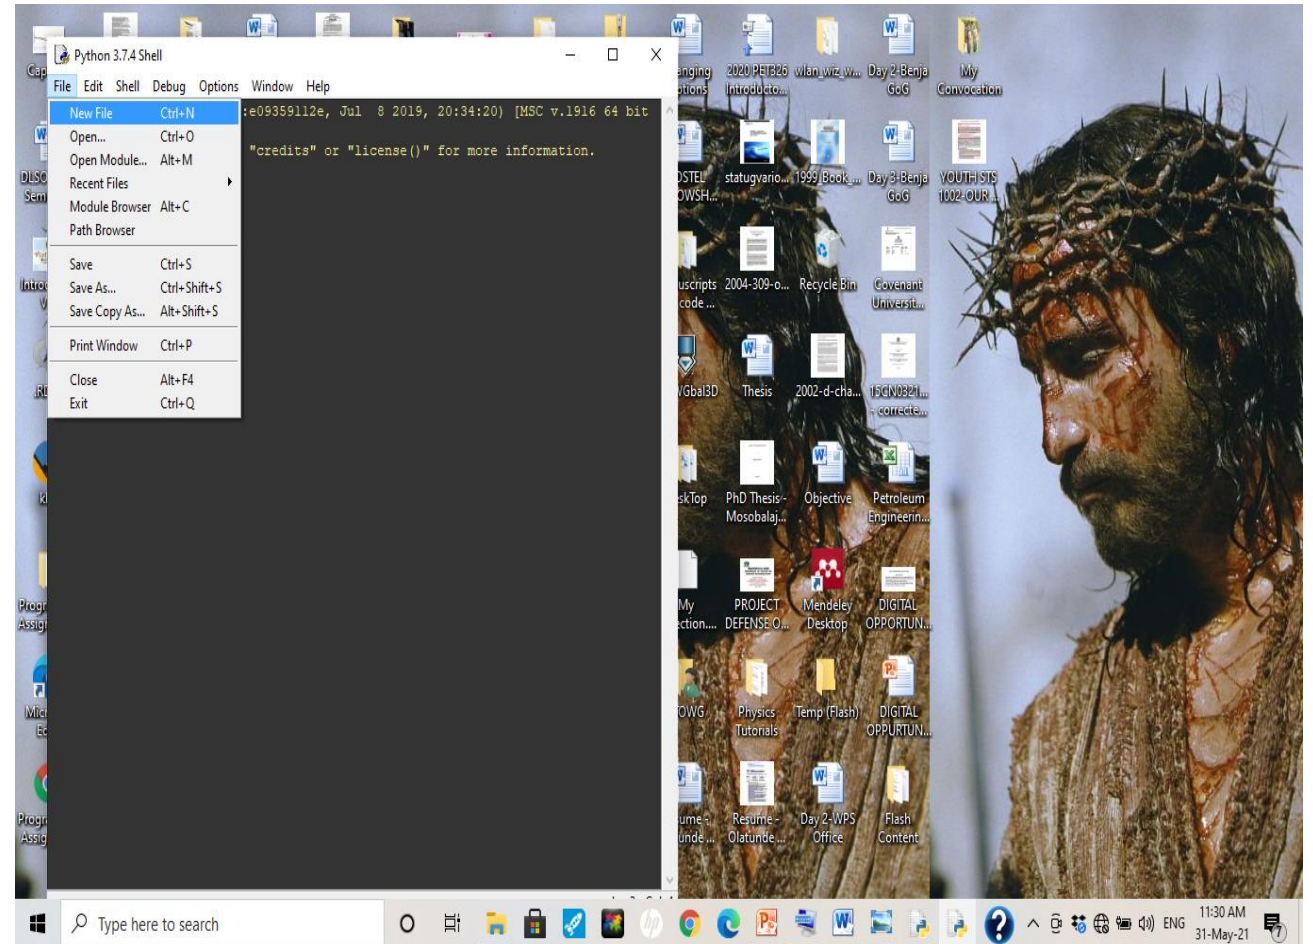 Python 3.7.4 Shell
File Edit Shell Debug Options Window Help
:e09359112e, Jul 8 2019, 20:34:20) [MSC v.1916 64 bit
"credits" or "license()" for more information.
New File Ctrl+N
Open... Ctrl+O
Open Module... Alt+M
Recent Files
Module Browser Alt+C
Path Browser
Save Ctrl+S
Save As... Ctrl+Shift+S
Save Copy As... Alt+Shift+S
Print Window Ctrl+P
Close Alt+F4
Exit Ctrl+Q
2020 PET326
Introducto...
wlan_wiz_w...
Day 2-Benja
GoG
My
Convocation
statugvario...
1999_Book_...
Day 3-Benja
GoG
YOUTH STS
1002-OUR ...
2004-309-o...
Recycle Bin
Covenant
Universit...
Thesis
2002-d-cha...
15CN0321...
- correcte...
PhD Thesis -
Mosobalaj...
Objective
Petroleum
Engineerin...
My
PROJECT
DEFENSE O...
Mendeley
Desktop
DIGITAL
OPPORTUN...
Physics
Tutorials
Temp (Flash)
DIGITAL
OPPURTUN...
Resume -
Olatunde ...
Day 2-WPS
Office
Flash
Content
Type here to search
ENG
11:30 AM
31-May-21
7